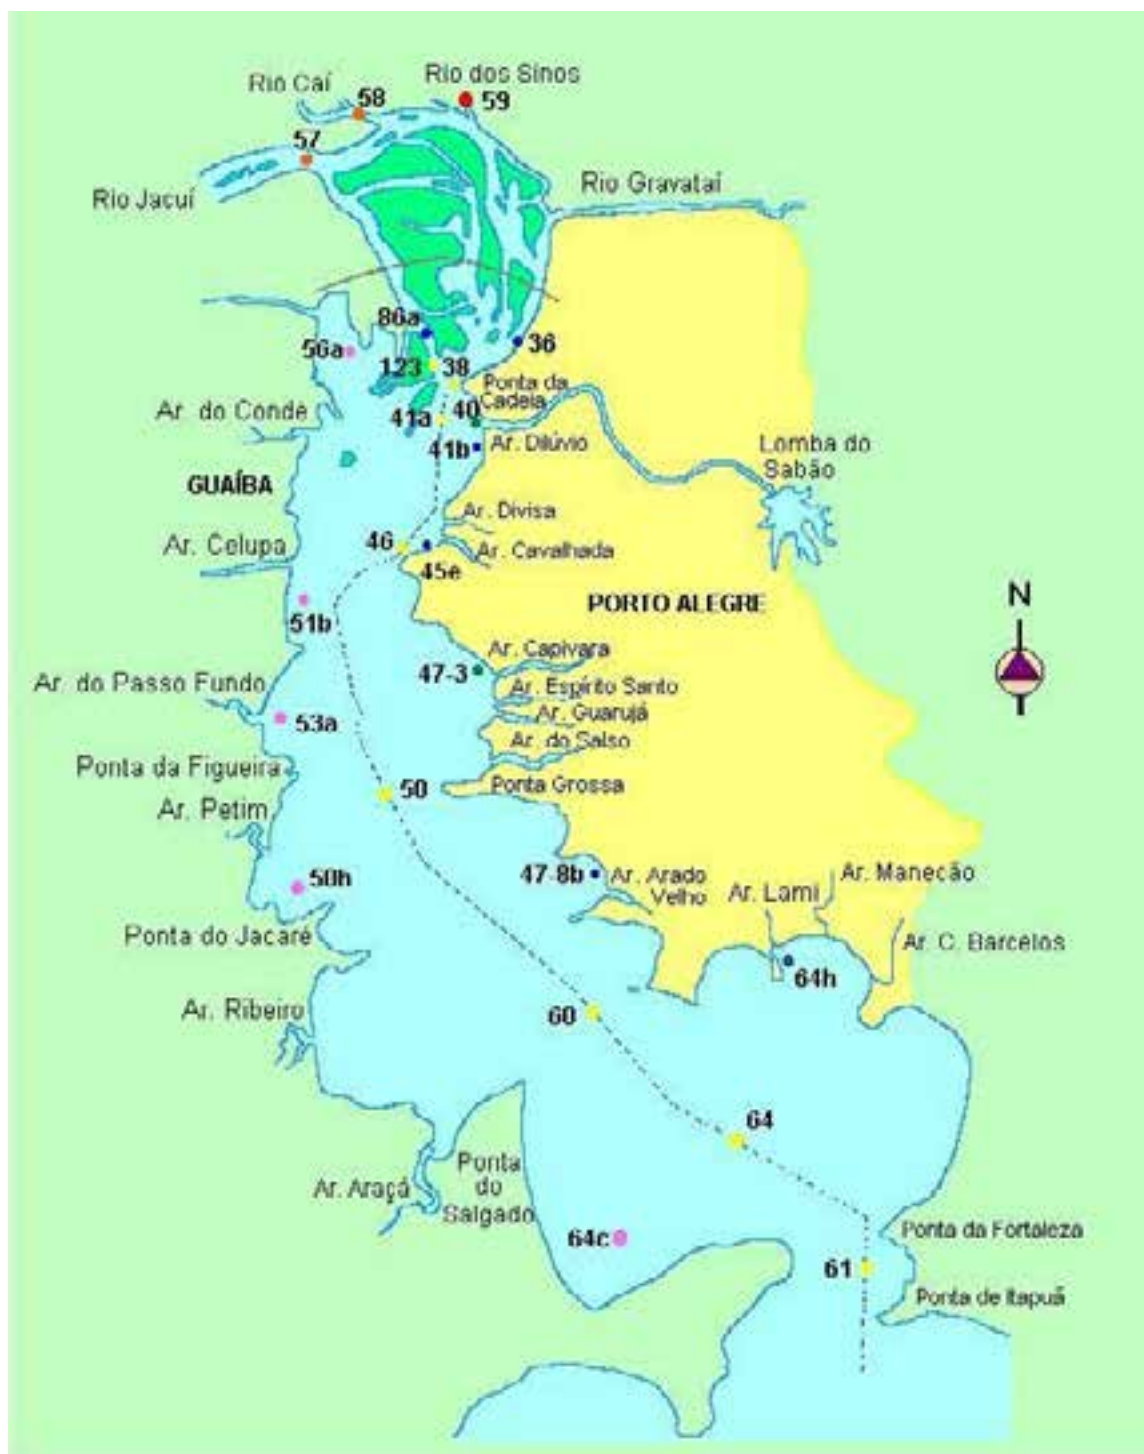 Rio dos Sinos
Rio Caí
58
59
57
Rio Jacuí
Rio Gravataí
86a
36
56a
123
38
Ponta da
Cadeia
Ar. do Conde
41a
40
41b
Ar. Dilúvio
Lomba do
Sabão
GUAÍBA
Ar. Divisa
Ar. Celupa
46
45e
Ar. Cavalhada
N
51b
PORTO ALEGRE
Ar. Capivara
47-3
Ar. do Passo Fundo
Ar. Espírito Santo
53a
Ar. Guarujá
Ar. do Salso
Ponta da Figueira
50
Ponta Grossa
Ar. Petim
50h
47-8b
Ar. Arado
Velho
Ar. Lami
Ar. Manecão
Ponta do Jacaré
Ar. C. Barcelos
64h
Ar. Ribeiro
60
64
Ponta
do
Salgado
Ar. Araçá
64c
Ponta da Fortaleza
61
Ponta de Itapuã